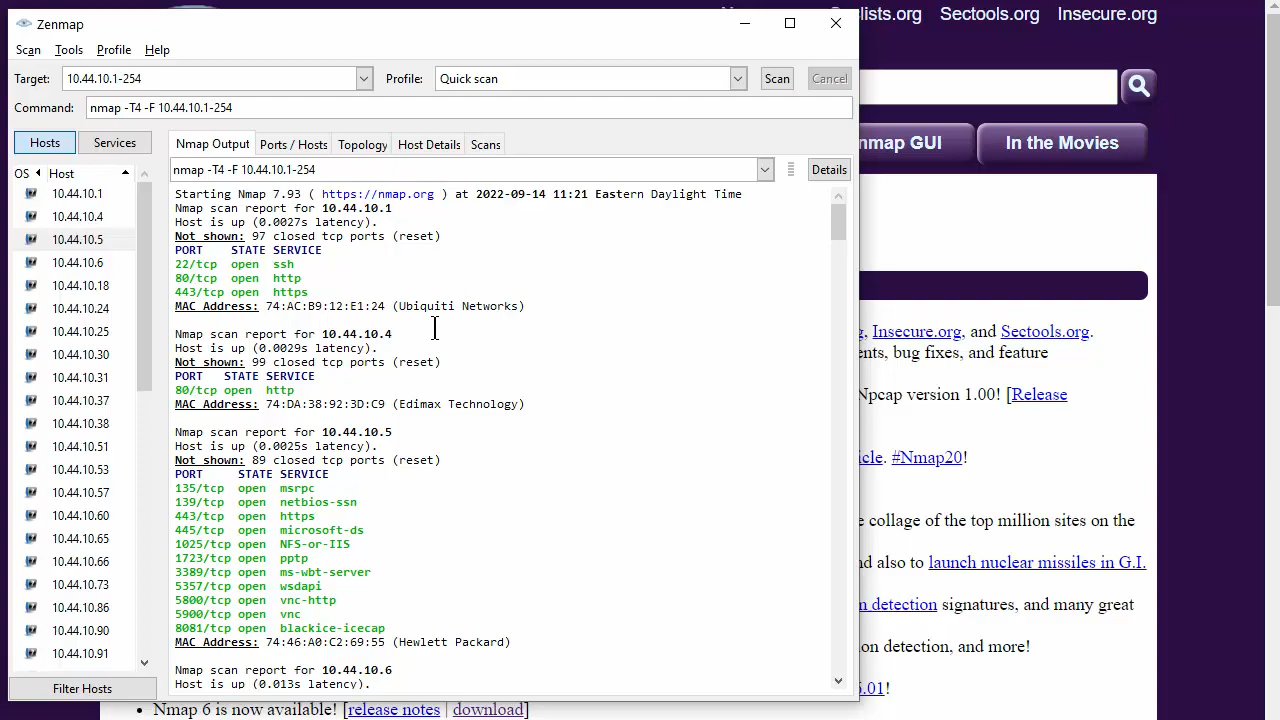 Zenmap
Scan Tools Profile Help
Target: 10.44.10.1-254 Profile: Quick scan Scan Cancel
Command: nmap -T4 -F 10.44.10.1-254
Hosts Services
OS Host
10.44.10.1
10.44.10.4
10.44.10.5
10.44.10.6
10.44.10.18
10.44.10.24
10.44.10.25
10.44.10.30
10.44.10.31
10.44.10.37
10.44.10.38
10.44.10.51
10.44.10.53
10.44.10.57
10.44.10.60
10.44.10.65
10.44.10.66
10.44.10.73
10.44.10.86
10.44.10.90
10.44.10.91
Filter Hosts
Nmap Output Ports / Hosts Topology Host Details Scans
nmap -T4 -F 10.44.10.1-254 Details
Starting Nmap 7.93 ( https://nmap.org ) at 2022-09-14 11:21 Eastern Daylight Time
Nmap scan report for 10.44.10.1
Host is up (0.0027s latency).
Not shown: 97 closed tcp ports (reset)
PORT STATE SERVICE
22/tcp open ssh
80/tcp open http
443/tcp open https
MAC Address: 74:AC:B9:12:E1:24 (Ubiquiti Networks)
Nmap scan report for 10.44.10.4
Host is up (0.0029s latency).
Not shown: 99 closed tcp ports (reset)
PORT STATE SERVICE
80/tcp open http
MAC Address: 74:DA:38:92:3D:C9 (Edimax Technology)
Nmap scan report for 10.44.10.5
Host is up (0.0025s latency).
Not shown: 89 closed tcp ports (reset)
PORT STATE SERVICE
135/tcp open msrpc
139/tcp open netbios-ssn
443/tcp open https
445/tcp open microsoft-ds
1025/tcp open NFS-or-IIS
1723/tcp open pptp
3389/tcp open ms-wbt-server
5357/tcp open wsdapi
5800/tcp open vnc-http
5900/tcp open vnc
8081/tcp open blackice-icecap
MAC Address: 74:46:A0:C2:69:55 (Hewlett Packard)
Nmap scan report for 10.44.10.6
Host is up (0.013s latency).
clists.org Sectools.org Insecure.org
nmap GUI In the Movies
g, Insecure.org, and Sectools.org.
ents, bug fixes, and feature
Npcap version 1.00! [Release
icle. #Nmap20!
e collage of the top million sites on the
nd also to launch nuclear missiles in G.I.
n detection signatures, and many great
on detection, and more!
5.01!
Nmap 6 is now available! [release notes | download]